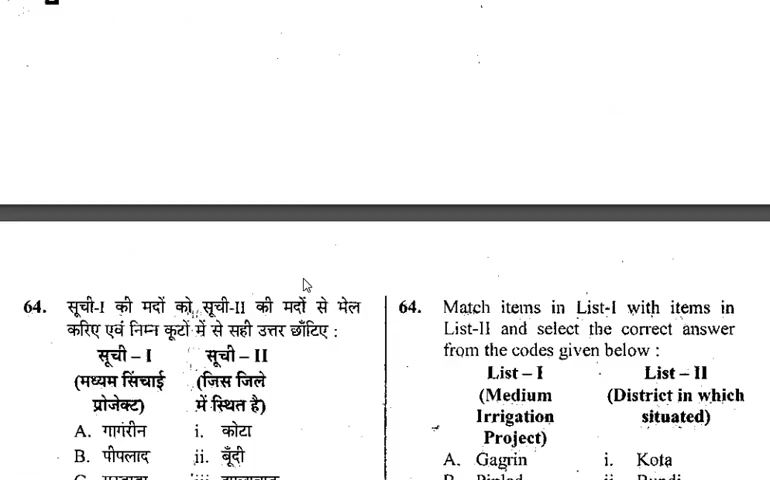 64. सूची-I की मदों को सूची-II की मदों से मेल
करिए एवं निम्न कूटों में से सही उत्तर छाँटिए :
सूची – I सूची – II
(मध्यम सिंचाई (जिस जिले
प्रोजेक्ट) में स्थित है)
A. गागंरीन i. कोटा
B. पीपलाद ii. बूँदी
64. Match items in List-I with items in
List-II and select the correct answer
from the codes given below :
List – I List – II
(Medium (District in which
Irrigation situated)
Project)
A. Gagrin i. Kota